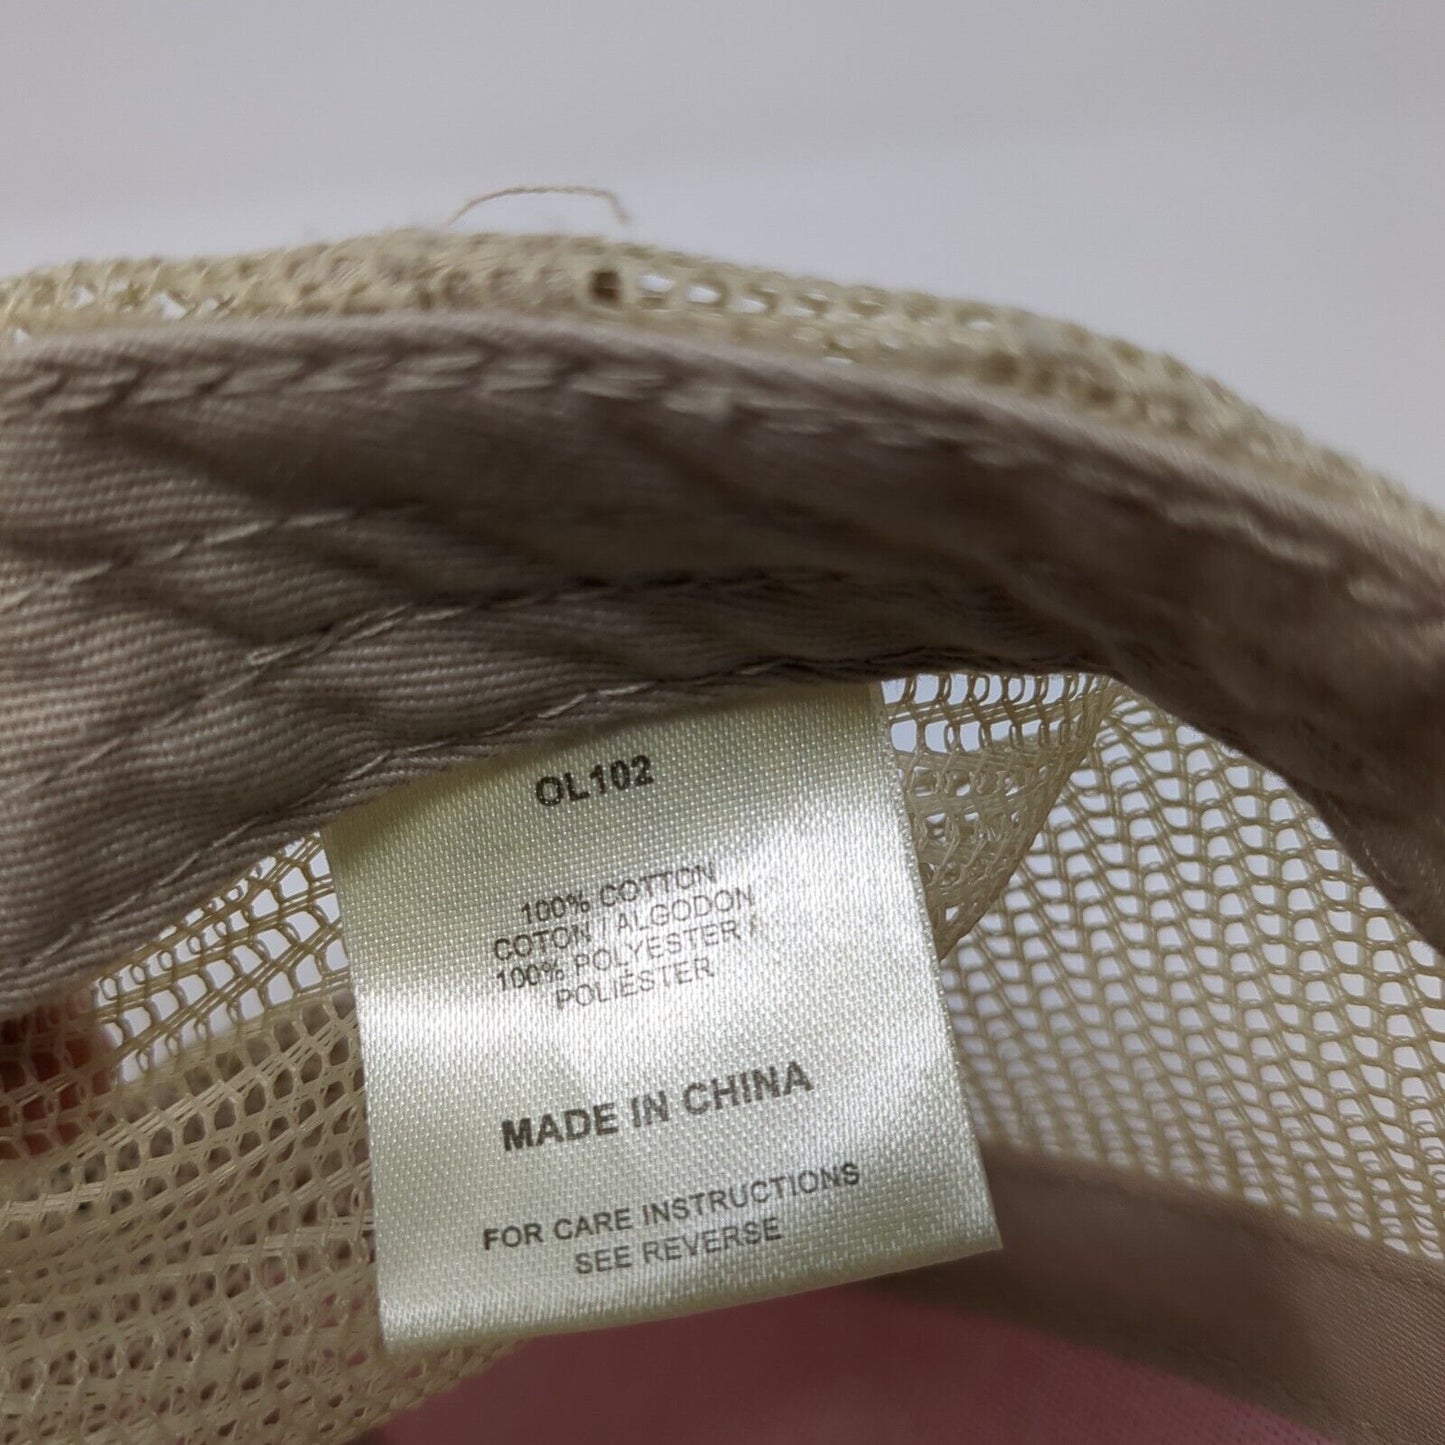 OL102
100% COTTON
COTON / ALGODON
100% POLYESTER /
POLIÉSTER
MADE IN CHINA
FOR CARE INSTRUCTIONS
SEE REVERSE